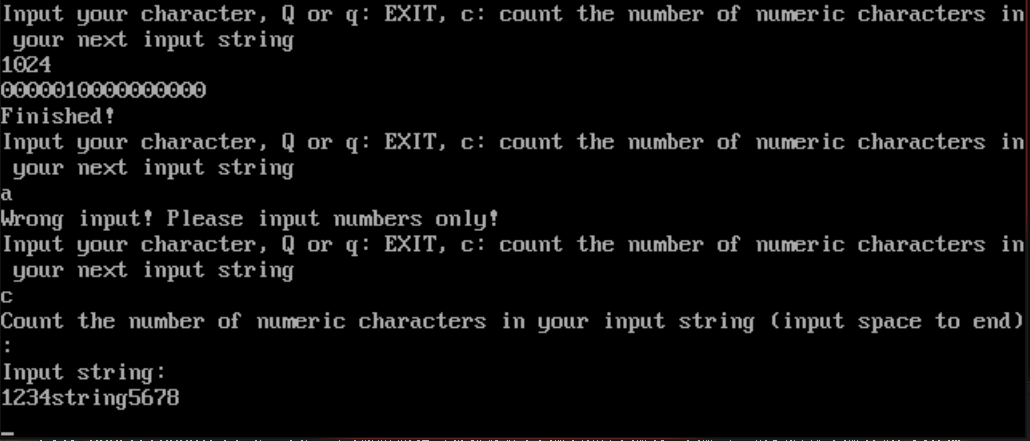 Input your character, Q or q: EXIT, c: count the number of numeric characters in
your next input string
1024
0000010000000000
Finished!
Input your character, Q or q: EXIT, c: count the number of numeric characters in
your next input string
a
Wrong input! Please input numbers only!
Input your character, Q or q: EXIT, c: count the number of numeric characters in
your next input string
c
Count the number of numeric characters in your input string (input space to end)
:
Input string:
1234string5678
_